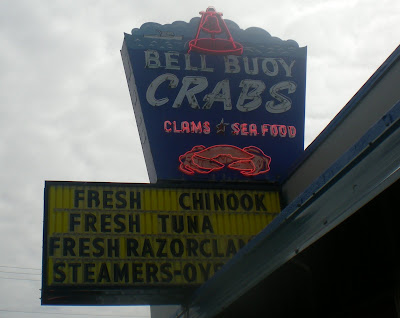 BELL BUOY
CRABS
CLAMS ★ SEA FOOD
FRESH CHINOOK
FRESH TUNA
FRESH RAZORCLAM
STEAMERS-OYS